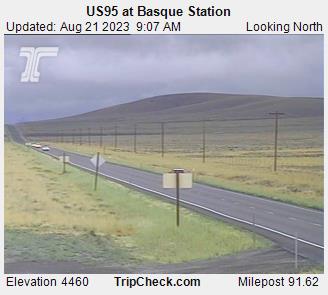 US95 at Basque Station
Updated: Aug 21 2023 9:07 AM Looking North
Elevation 4460 TripCheck.com Milepost 91.62